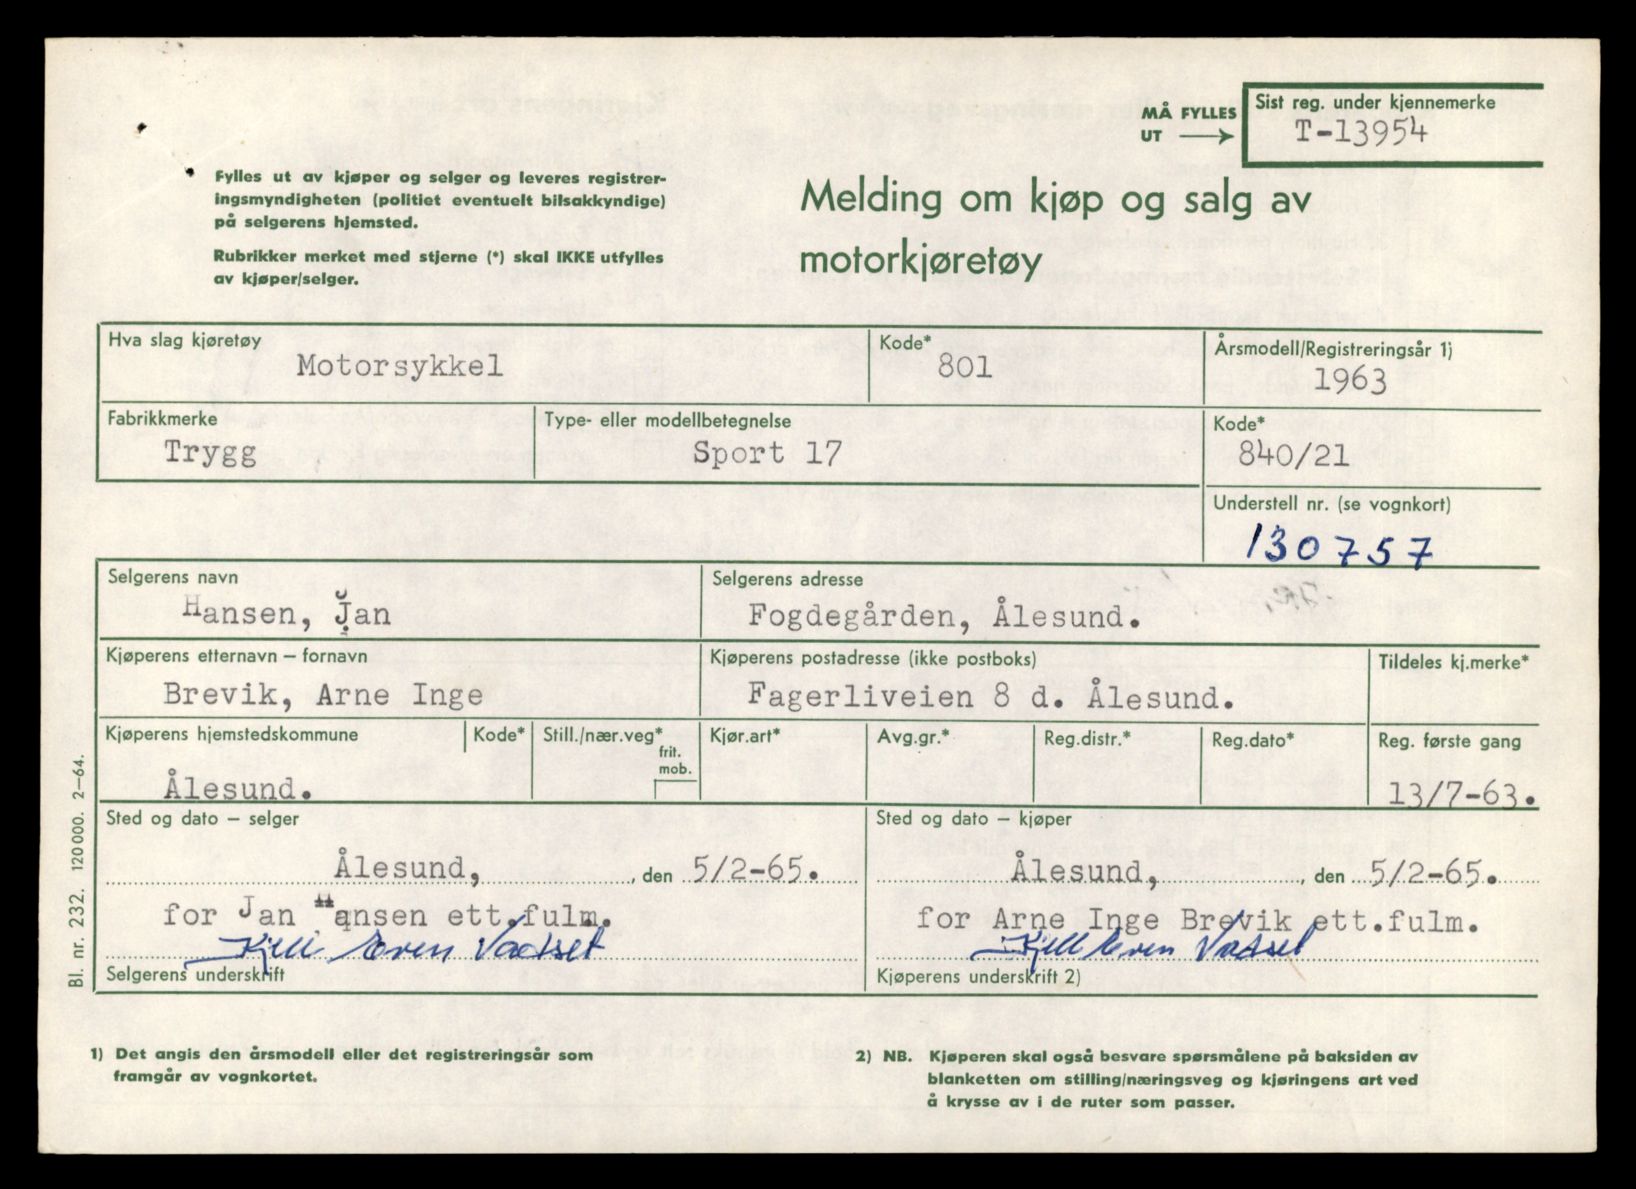 MÅ FYLLES
UT
Sist reg. under kjennemerke
T-13954
Fylles ut av kjøper og selger og leveres registrer-
ingsmyndigheten (politiet eventuelt bilsakkyndige)
på selgerens hjemsted.
Rubrikker merket med stjerne (*) skal IKKE utfylles
av kjøper/selger.
Melding om kjøp og salg av
motorkjøretøy
Hva slag kjøretøy
Motorsykkel
Kode*
801
Årsmodell/Registreringsår 1)
1963
Fabrikkmerke
Trygg
Type- eller modellbetegnelse
Sport 17
Kode*
840/21
Understell nr. (se vognkort)
130757
Selgerens navn
Hansen, Jan
Selgerens adresse
Fogdegården, Ålesund.
Kjøperens etternavn – fornavn
Brevik, Arne Inge
Kjøperens postadresse (ikke postboks)
Fagerliveien 8 d. Ålesund.
Tildeles kj.merke*
Kjøperens hjemstedskommune
Ålesund.
Kode*
Still./nær.veg*
frit.
mob.
Kjør.art*
Avg.gr.*
Reg.distr.*
Reg.dato*
Reg. første gang
13/7-63.
Sted og dato – selger
Ålesund, den 5/2-65.
for Jan Hansen ett.fulm.
Kjell Even Vadset
Selgerens underskrift
Sted og dato – kjøper
Ålesund, den 5/2-65.
for Arne Inge Brevik ett.fulm.
Kjell Even Vadset
Kjøperens underskrift 2)
Bl. nr. 232. 120000. 2–64.
1) Det angis den årsmodell eller det registreringsår som
framgår av vognkortet.
2) NB. Kjøperen skal også besvare spørsmålene på baksiden av
blanketten om stilling/næringsveg og kjøringens art ved
å krysse av i de ruter som passer.